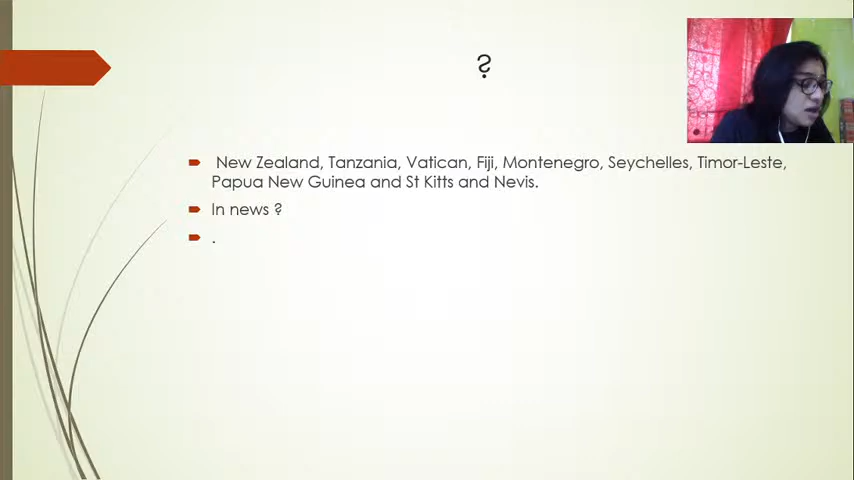 ?
New Zealand, Tanzania, Vatican, Fiji, Montenegro, Seychelles, Timor-Leste,
Papua New Guinea and St Kitts and Nevis.
In news ?
.